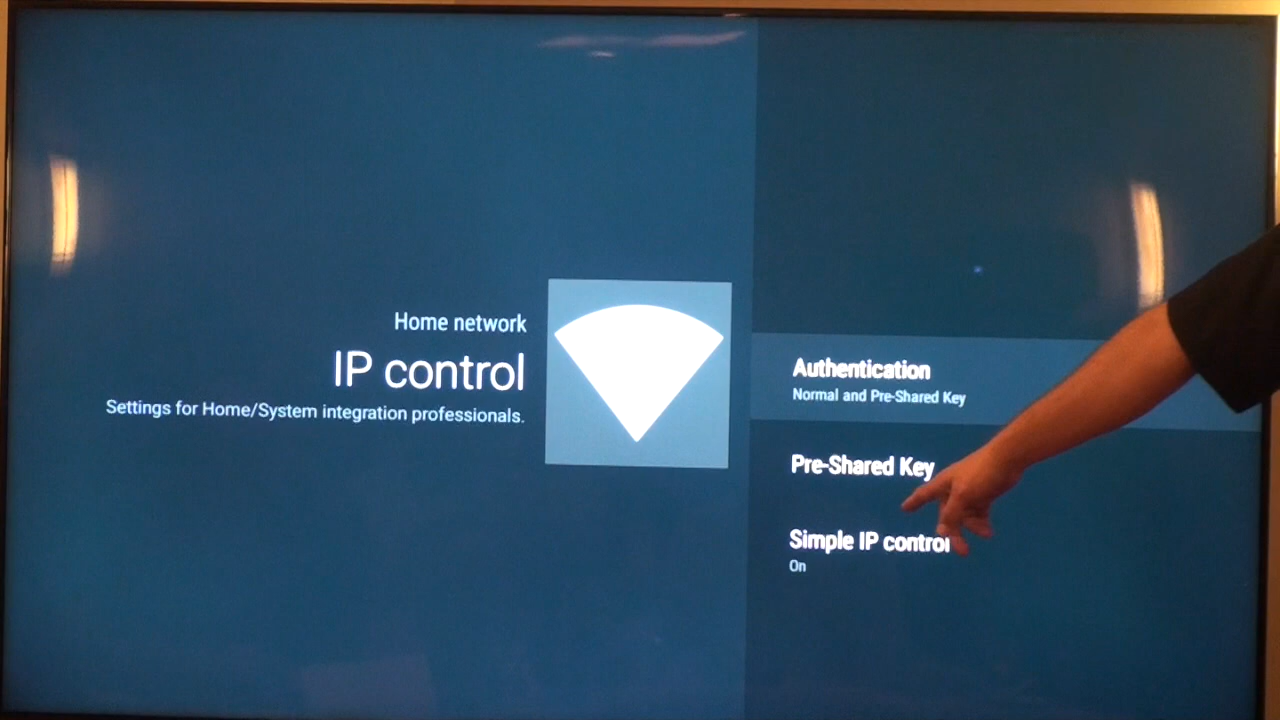 Home network
IP control
Settings for Home/System integration professionals.
Authentication
Normal and Pre-Shared Key
Pre-Shared Key
Simple IP control
On